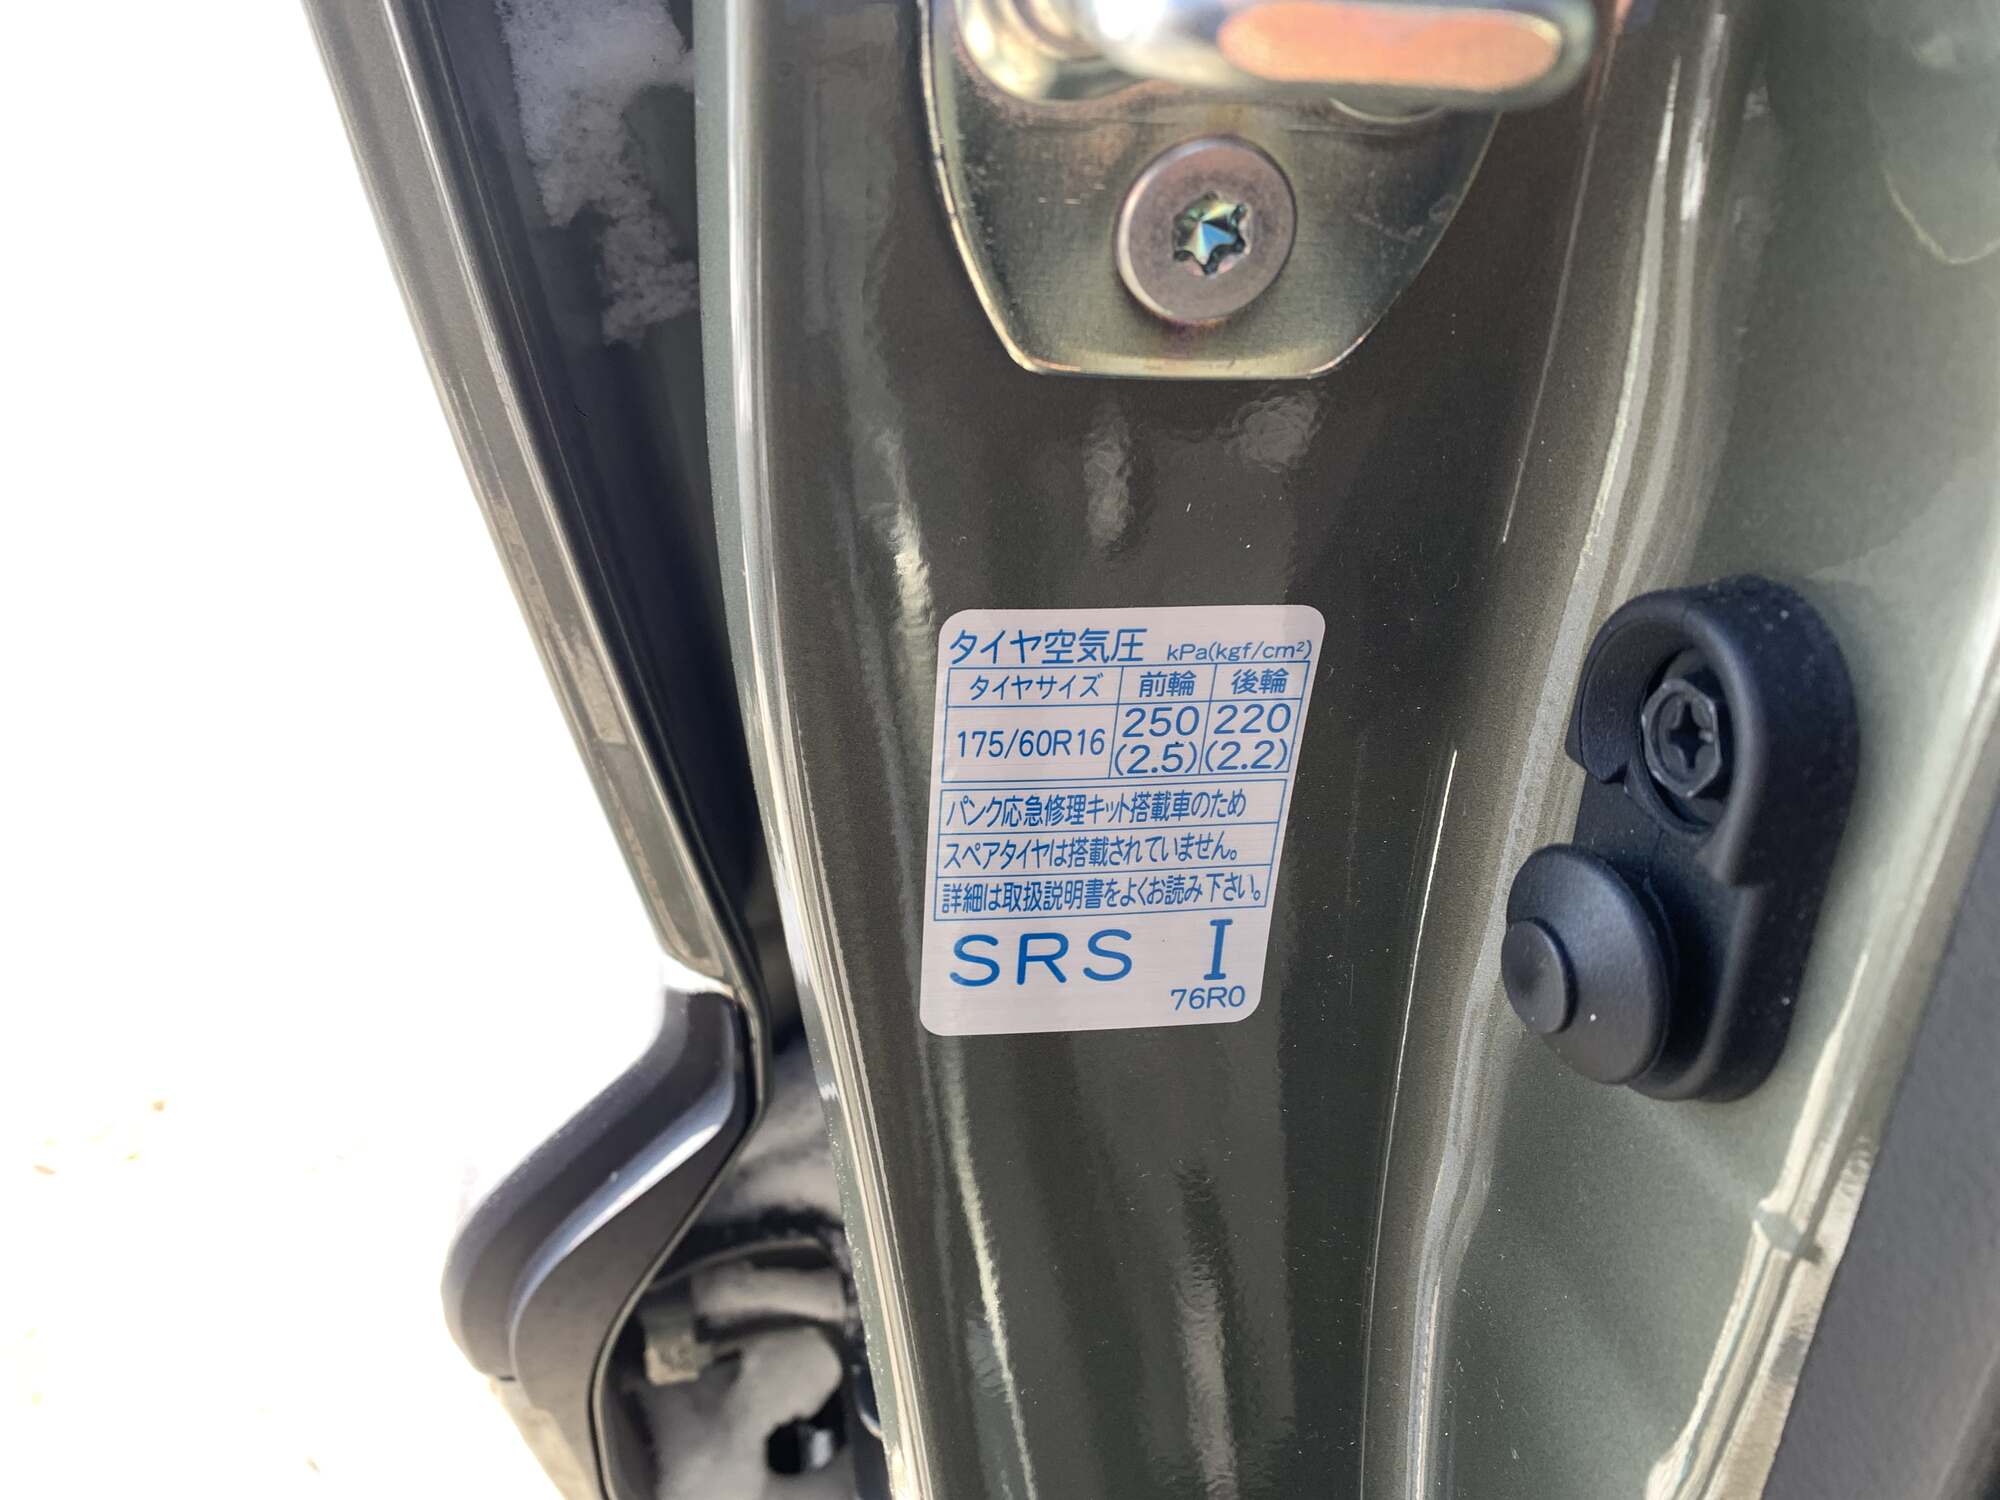 タイヤ空気圧 kPa(kgf/cm²)
タイヤサイズ 前輪 後輪
175/60R16 250 (2.5) 220 (2.2)
パンク応急修理キット搭載車のため
スペアタイヤは搭載されていません。
詳細は取扱説明書をよくお読み下さい。
SRS I
76R0